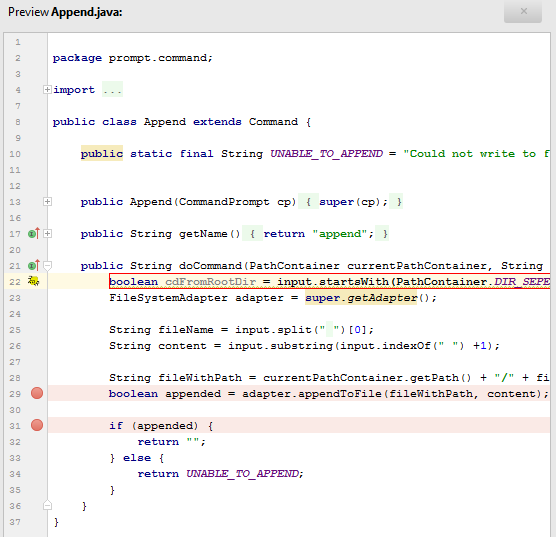 Preview Append.java:
1
2 package prompt.command;
3
4 import ...
7
8 public class Append extends Command {
9
10 public static final String UNABLE_TO_APPEND = "Could not write to f
11
12
13 public Append(CommandPrompt cp) { super(cp); }
16
17 public String getName() { return "append"; }
20
21 public String doCommand(PathContainer currentPathContainer, String
22 boolean cdFromRootDir = input.startsWith(PathContainer.DIR_SEPE
23 FileSystemAdapter adapter = super.getAdapter();
24
25 String fileName = input.split(" ")[0];
26 String content = input.substring(input.indexOf(" ") +1);
27
28 String fileWithPath = currentPathContainer.getPath() + "/" + fi
29 boolean appended = adapter.appendToFile(fileWithPath, content);
30
31 if (appended) {
32 return "";
33 } else {
34 return UNABLE_TO_APPEND;
35 }
36 }
37 }